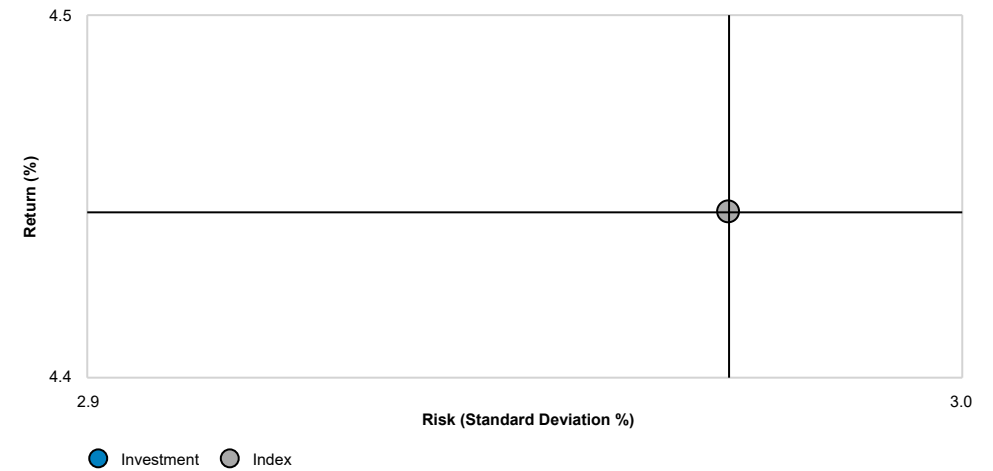 4.5
Return (%)
4.4
2.9
3.0
Risk (Standard Deviation %)
Investment
Index